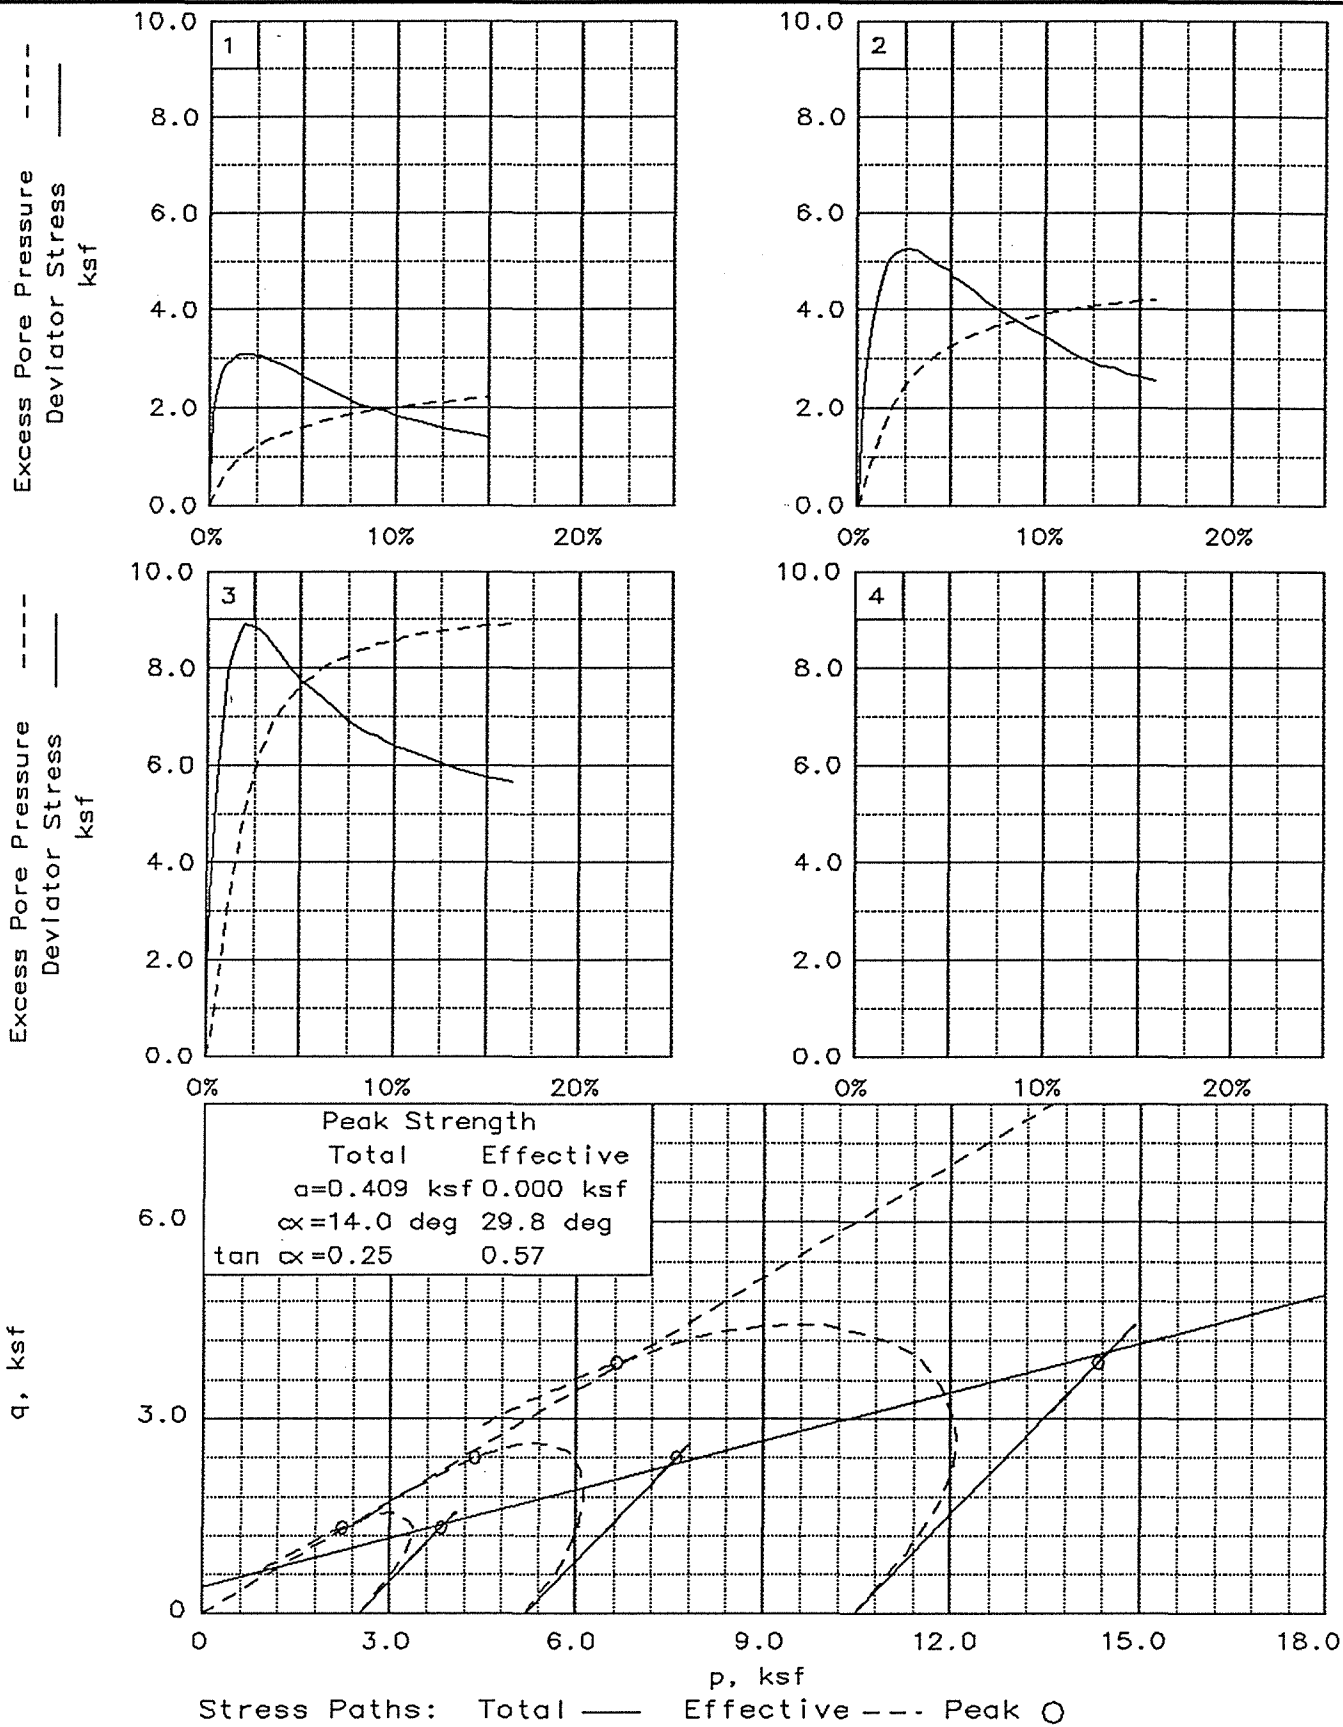 Excess Pore Pressure ----
Deviator Stress ——
ksf
10.0
8.0
6.0
4.0
2.0
0.0
1
0%
10%
20%
10.0
8.0
6.0
4.0
2.0
0.0
2
0%
10%
20%
Excess Pore Pressure ----
Deviator Stress ——
ksf
10.0
8.0
6.0
4.0
2.0
0.0
3
0%
10%
20%
10.0
8.0
6.0
4.0
2.0
0.0
4
0%
10%
20%
Peak Strength
Total Effective
a=0.409 ksf 0.000 ksf
α=14.0 deg 29.8 deg
tan α=0.25 0.57
q, ksf
6.0
3.0
0
0 3.0 6.0 9.0 12.0 15.0 18.0
p, ksf
Stress Paths: Total —— Effective --- Peak O